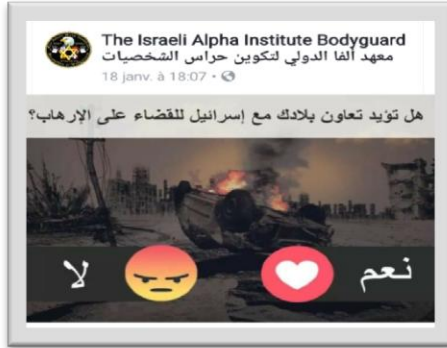 The Israeli Alpha Institute Bodyguard
معهد ألفا الدولي لتكوين حراس الشخصيات
18 janv. à 18:07
هل تؤيد تعاون بلادك مع إسرائيل للقضاء على الإرهاب؟
نعم
لا